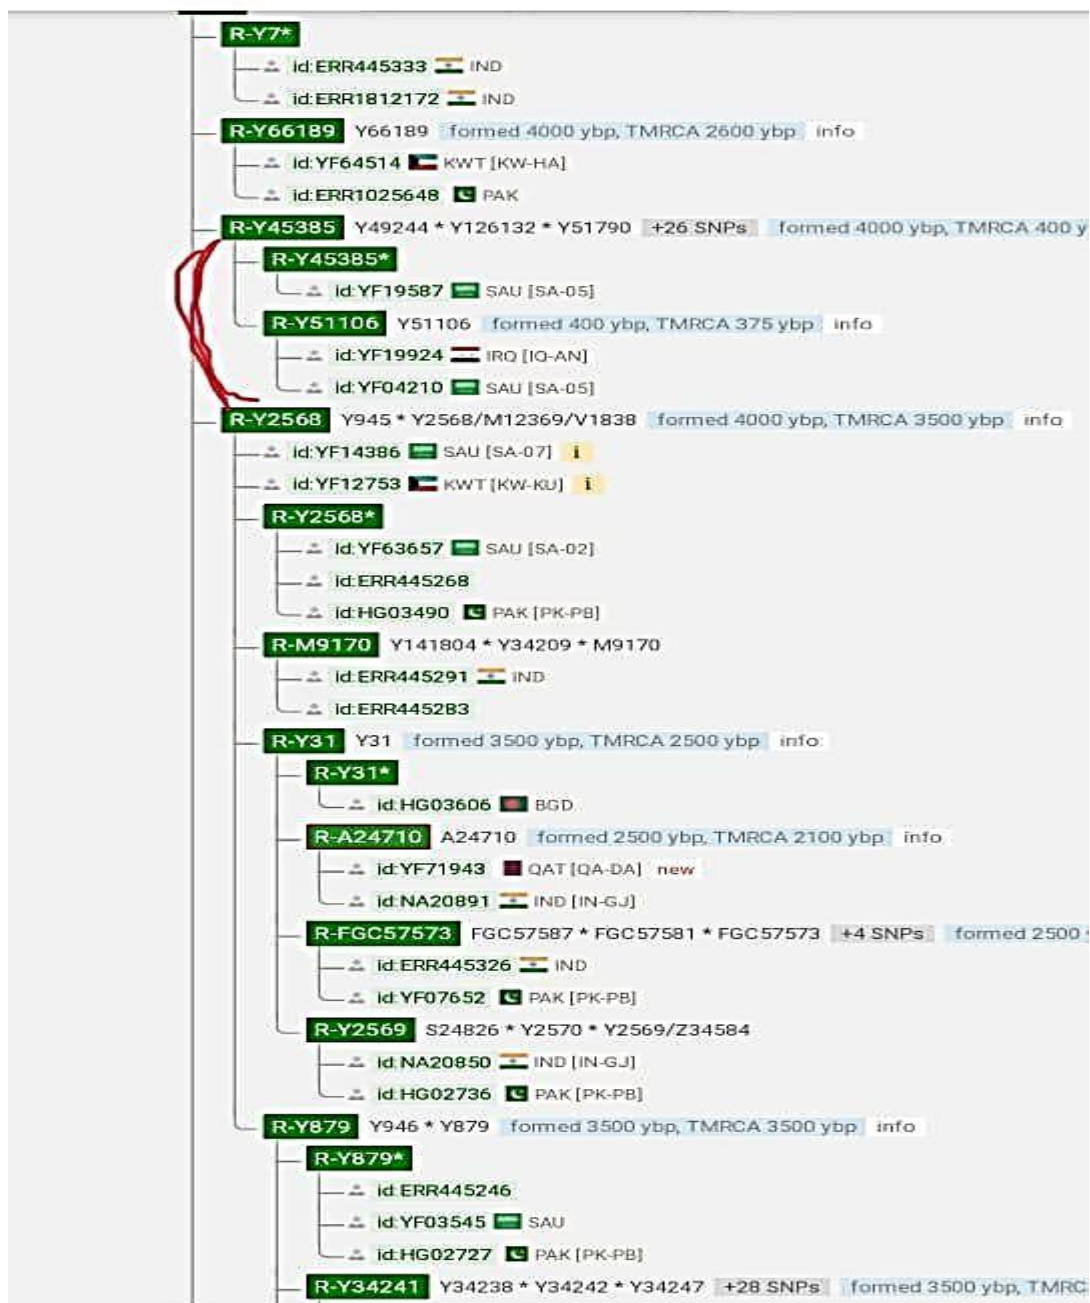 R-Y7*
id:ERR445333 IND
id:ERR1812172 IND
R-Y66189 Y66189 formed 4000 ybp, TMRCA 2600 ybp info
id:YF64514 KWT [KW-HA]
id:ERR1025648 PAK
R-Y45385 Y49244 * Y126132 * Y51790 +26 SNPs formed 4000 ybp, TMRCA 400 y
R-Y45385*
id:YF19587 SAU [SA-05]
R-Y51106 Y51106 formed 400 ybp, TMRCA 375 ybp info
id:YF19924 IRQ [IQ-AN]
id:YF04210 SAU [SA-05]
R-Y2568 Y945 * Y2568/M12369/V1838 formed 4000 ybp, TMRCA 3500 ybp info
id:YF14386 SAU [SA-07] i
id:YF12753 KWT [KW-KU] i
R-Y2568*
id:YF63657 SAU [SA-02]
id:ERR445268
id:HG03490 PAK [PK-PB]
R-M9170 Y141804 * Y34209 * M9170
id:ERR445291 IND
id:ERR445283
R-Y31 Y31 formed 3500 ybp, TMRCA 2500 ybp info
R-Y31*
id:HG03606 BGD
R-A24710 A24710 formed 2500 ybp, TMRCA 2100 ybp info
id:YF71943 QAT [QA-DA] new
id:NA20891 IND [IN-GJ]
R-FGC57573 FGC57587 * FGC57581 * FGC57573 +4 SNPs formed 2500
id:ERR445326 IND
id:YF07652 PAK [PK-PB]
R-Y2569 S24826 * Y2570 * Y2569/Z34584
id:NA20850 IND [IN-GJ]
id:HG02736 PAK [PK-PB]
R-Y879 Y946 * Y879 formed 3500 ybp, TMRCA 3500 ybp info
R-Y879*
id:ERR445246
id:YF03545 SAU
id:HG02727 PAK [PK-PB]
R-Y34241 Y34238 * Y34242 * Y34247 +28 SNPs formed 3500 ybp, TMRC